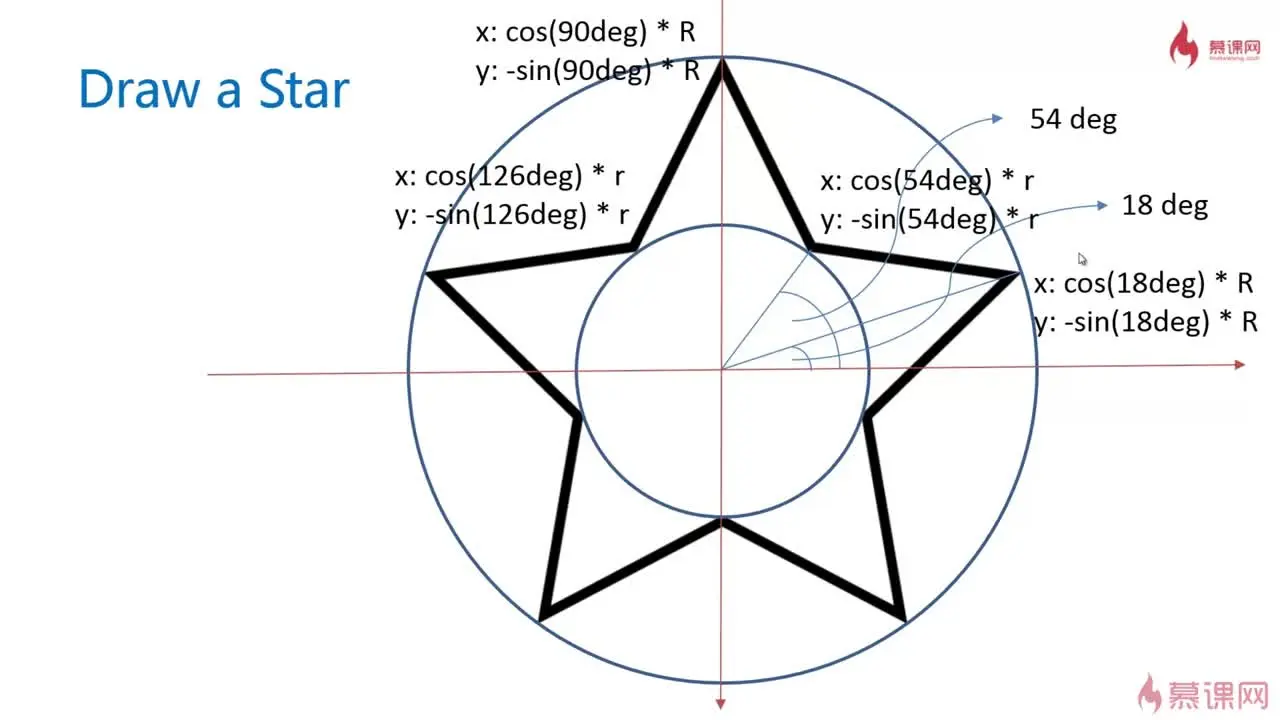 x: cos(90deg) * R
y: -sin(90deg) * R
慕课网
Draw a Star
54 deg
x: cos(126deg) * r
y: -sin(126deg) * r
x: cos(54deg) * r
y: -sin(54deg) * r
18 deg
x: cos(18deg) * R
y: -sin(18deg) * R
慕课网